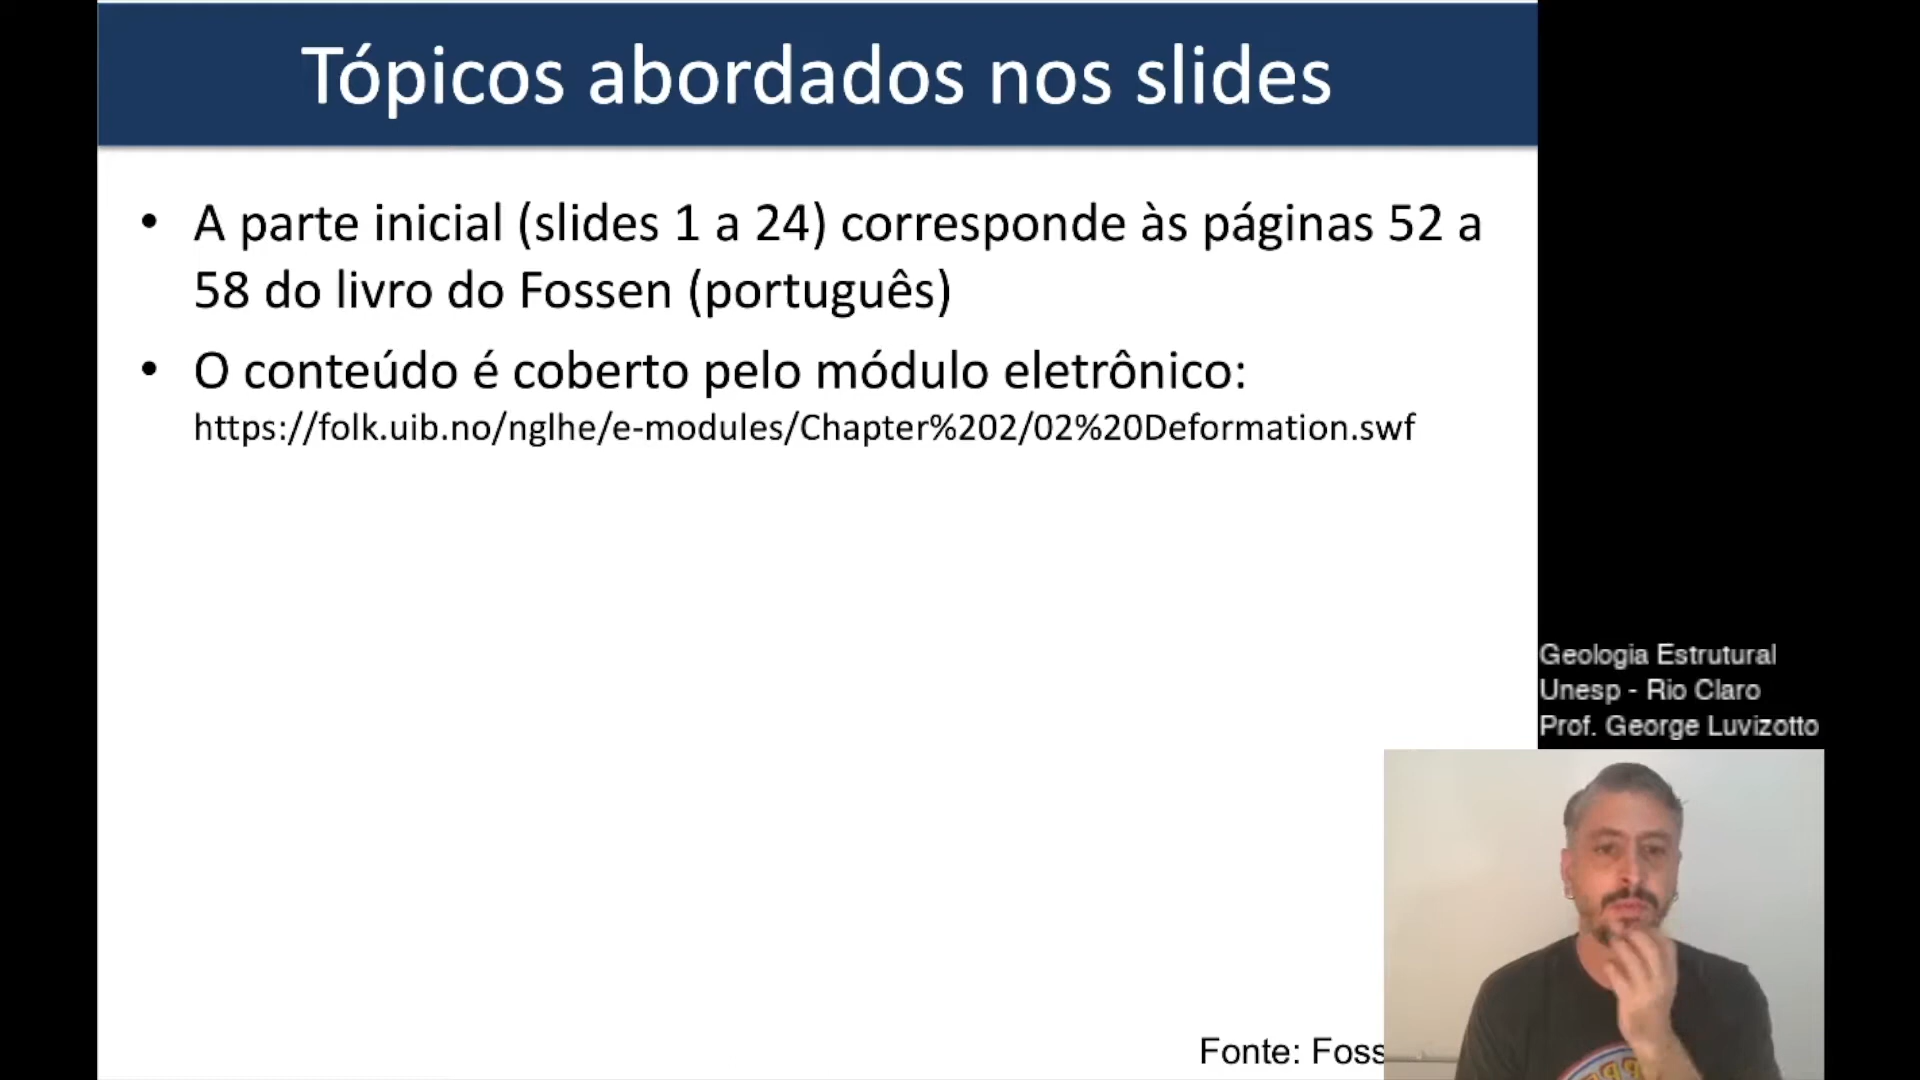 Tópicos abordados nos slides
• A parte inicial (slides 1 a 24) corresponde às páginas 52 a
58 do livro do Fossen (português)
• O conteúdo é coberto pelo módulo eletrônico:
https://folk.uib.no/nglhe/e-modules/Chapter%202/02%20Deformation.swf
Geologia Estrutural
Unesp - Rio Claro
Prof. George Luvizotto
Fonte: Foss